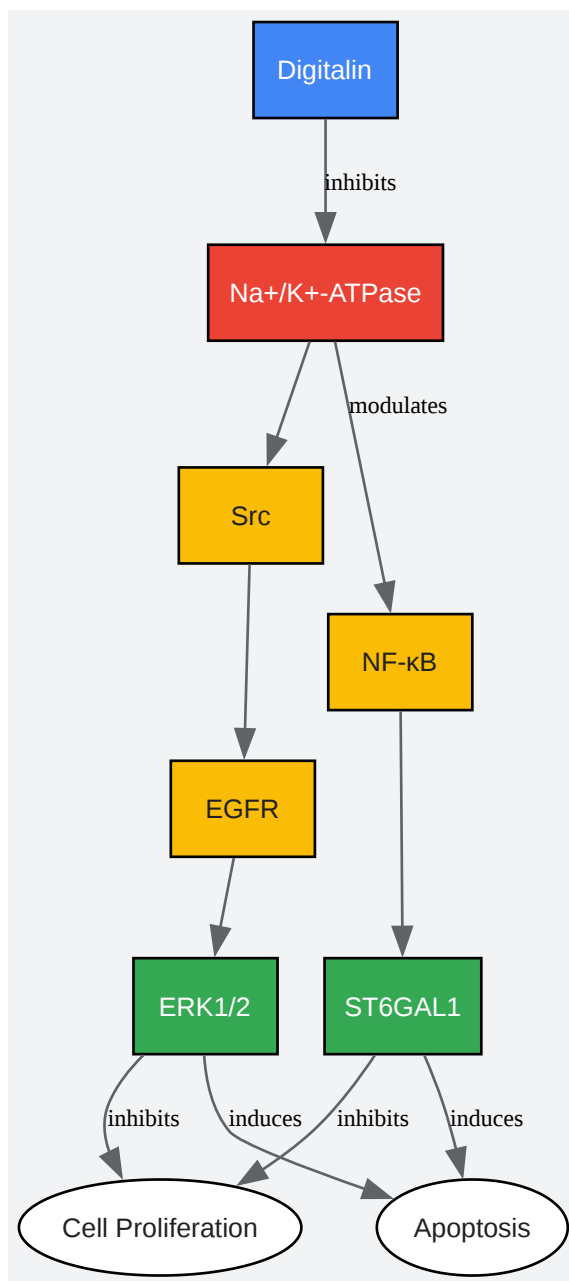 Digitalin
inhibits
Na+/K+-ATPase
modulates
Src
NF-κB
EGFR
ERK1/2
ST6GAL1
inhibits
induces
inhibits
induces
Cell Proliferation
Apoptosis